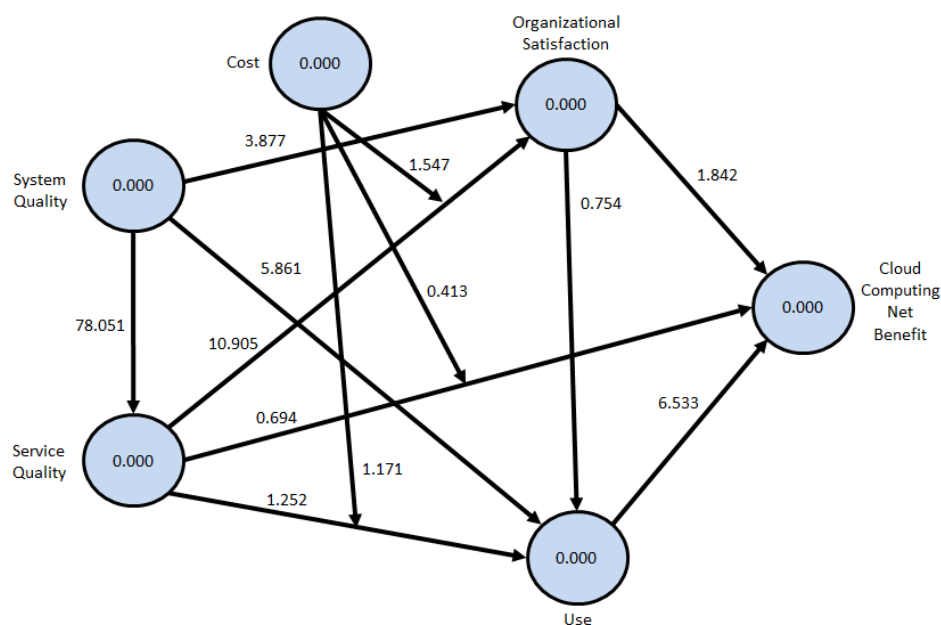 Organizational
Satisfaction
Cost
0.000
0.000
3.877
1.547
System
Quality
0.000
1.842
0.754
5.861
0.413
Cloud
Computing
Net
Benefit
0.000
78.051
10.905
0.694
6.533
Service
Quality
0.000
1.171
1.252
0.000
Use